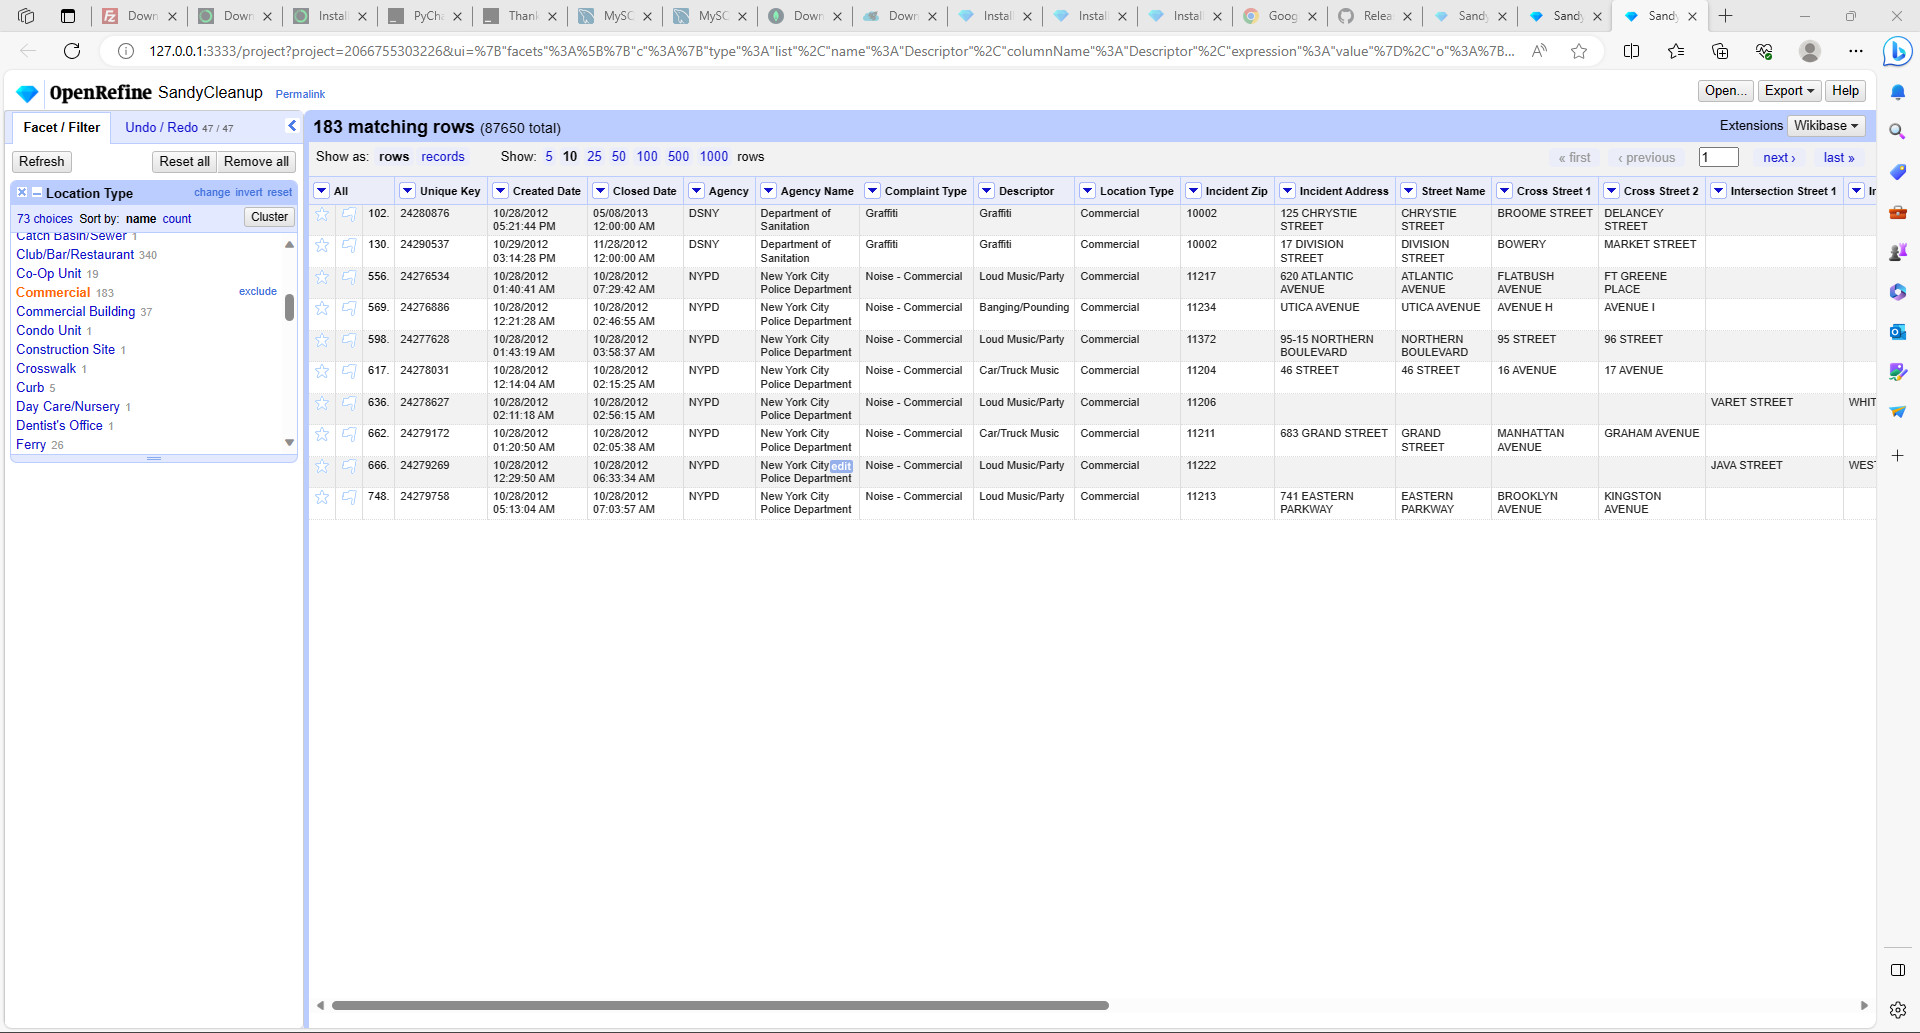 Down
Down
Install
PyCha
Thank
MySC
MySC
Down
Down
Install
Install
Install
Goog
Relea
Sandy
Sandy
Sandy
127.0.0.1:3333/project?project=2066755303226&ui=%7B"facets"%3A%5B%7B"c"%3A%7B"type"%3A"list"%2C"name"%3A"Descriptor"%2C"columnName"%3A"Descriptor"%2C"expression"%3A"value"%7D%2C"o"%3A%7B...
OpenRefine SandyCleanup Permalink
Open... Export Help
Facet / Filter Undo / Redo 47 / 47
Refresh Reset all Remove all
Location Type change invert reset
73 choices Sort by: name count Cluster
Catch Basin/Sewer 1
Club/Bar/Restaurant 340
Co-Op Unit 19
Commercial 183 exclude
Commercial Building 37
Condo Unit 1
Construction Site 1
Crosswalk 1
Curb 5
Day Care/Nursery 1
Dentist's Office 1
Ferry 26
183 matching rows (87650 total)
Extensions Wikibase
Show as: rows records Show: 5 10 25 50 100 500 1000 rows
« first ‹ previous 1 next › last »
All Unique Key Created Date Closed Date Agency Agency Name Complaint Type Descriptor Location Type Incident Zip Incident Address Street Name Cross Street 1 Cross Street 2 Intersection Street 1 In
102. 24280876 10/28/2012 05/08/2013 DSNY Department of Graffiti Graffiti Commercial 10002 125 CHRYSTIE CHRYSTIE BROOME STREET DELANCEY
05:21:44 PM 12:00:00 AM Sanitation STREET STREET STREET
130. 24290537 10/29/2012 11/28/2012 DSNY Department of Graffiti Graffiti Commercial 10002 17 DIVISION DIVISION BOWERY MARKET STREET
03:14:28 PM 12:00:00 AM Sanitation STREET STREET
556. 24276534 10/28/2012 10/28/2012 NYPD New York City Noise - Commercial Loud Music/Party Commercial 11217 620 ATLANTIC ATLANTIC FLATBUSH FT GREENE
01:40:41 AM 07:29:42 AM Police Department AVENUE AVENUE AVENUE PLACE
569. 24276886 10/28/2012 10/28/2012 NYPD New York City Noise - Commercial Banging/Pounding Commercial 11234 UTICA AVENUE UTICA AVENUE AVENUE H AVENUE I
12:21:28 AM 02:46:55 AM Police Department
598. 24277628 10/28/2012 10/28/2012 NYPD New York City Noise - Commercial Loud Music/Party Commercial 11372 95-15 NORTHERN NORTHERN 95 STREET 96 STREET
01:43:19 AM 03:58:37 AM Police Department BOULEVARD BOULEVARD
617. 24278031 10/28/2012 10/28/2012 NYPD New York City Noise - Commercial Car/Truck Music Commercial 11204 46 STREET 46 STREET 16 AVENUE 17 AVENUE
12:14:04 AM 02:15:25 AM Police Department
636. 24278627 10/28/2012 10/28/2012 NYPD New York City Noise - Commercial Loud Music/Party Commercial 11206 VARET STREET WHIT
02:11:18 AM 02:56:15 AM Police Department
662. 24279172 10/28/2012 10/28/2012 NYPD New York City Noise - Commercial Car/Truck Music Commercial 11211 683 GRAND STREET GRAND MANHATTAN GRAHAM AVENUE
01:20:50 AM 02:05:38 AM Police Department STREET AVENUE
666. 24279269 10/28/2012 10/28/2012 NYPD New York City edit Noise - Commercial Loud Music/Party Commercial 11222 JAVA STREET WEST
12:29:50 AM 06:33:34 AM Police Department
748. 24279758 10/28/2012 10/28/2012 NYPD New York City Noise - Commercial Loud Music/Party Commercial 11213 741 EASTERN EASTERN BROOKLYN KINGSTON
05:13:04 AM 07:03:57 AM Police Department PARKWAY PARKWAY AVENUE AVENUE